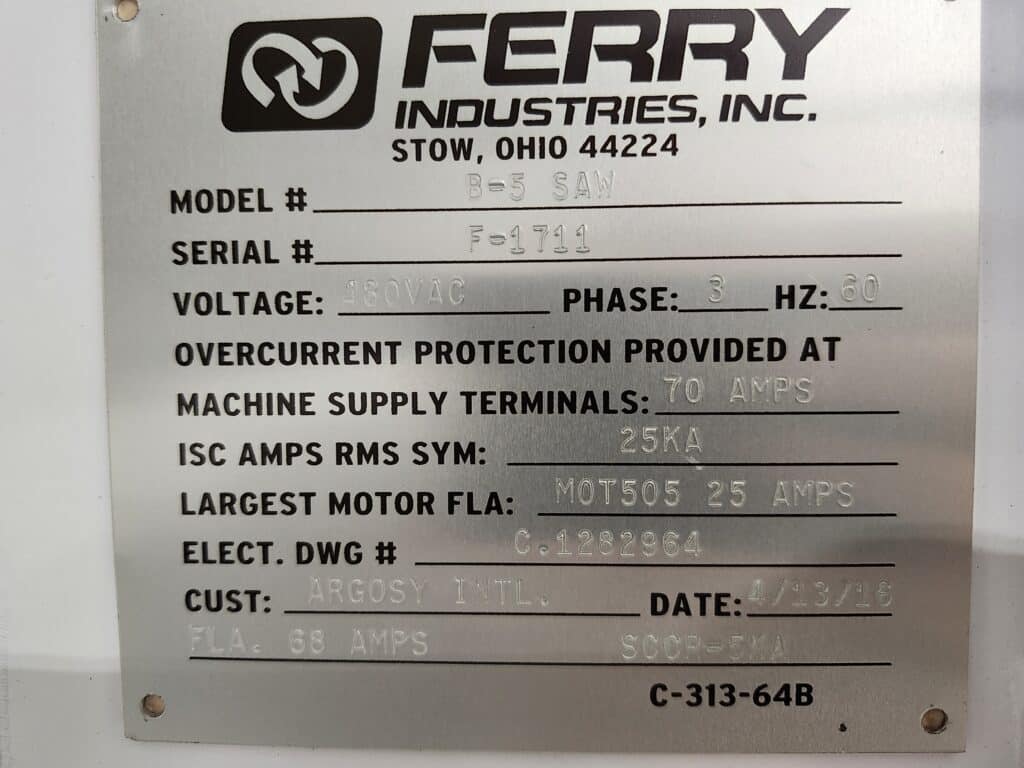 FERRY
INDUSTRIES, INC.
STOW, OHIO 44224
MODEL # B-5 SAW
SERIAL # F-1711
VOLTAGE: 480VAC PHASE: 3 HZ: 60
OVERCURRENT PROTECTION PROVIDED AT
MACHINE SUPPLY TERMINALS: 70 AMPS
ISC AMPS RMS SYM: 25KA
LARGEST MOTOR FLA: MOT505 25 AMPS
ELECT. DWG # C.1282964
CUST: ARGOSY INTL. DATE: 4/13/16
FLA. 68 AMPS SCCR-5KA
C-313-64B